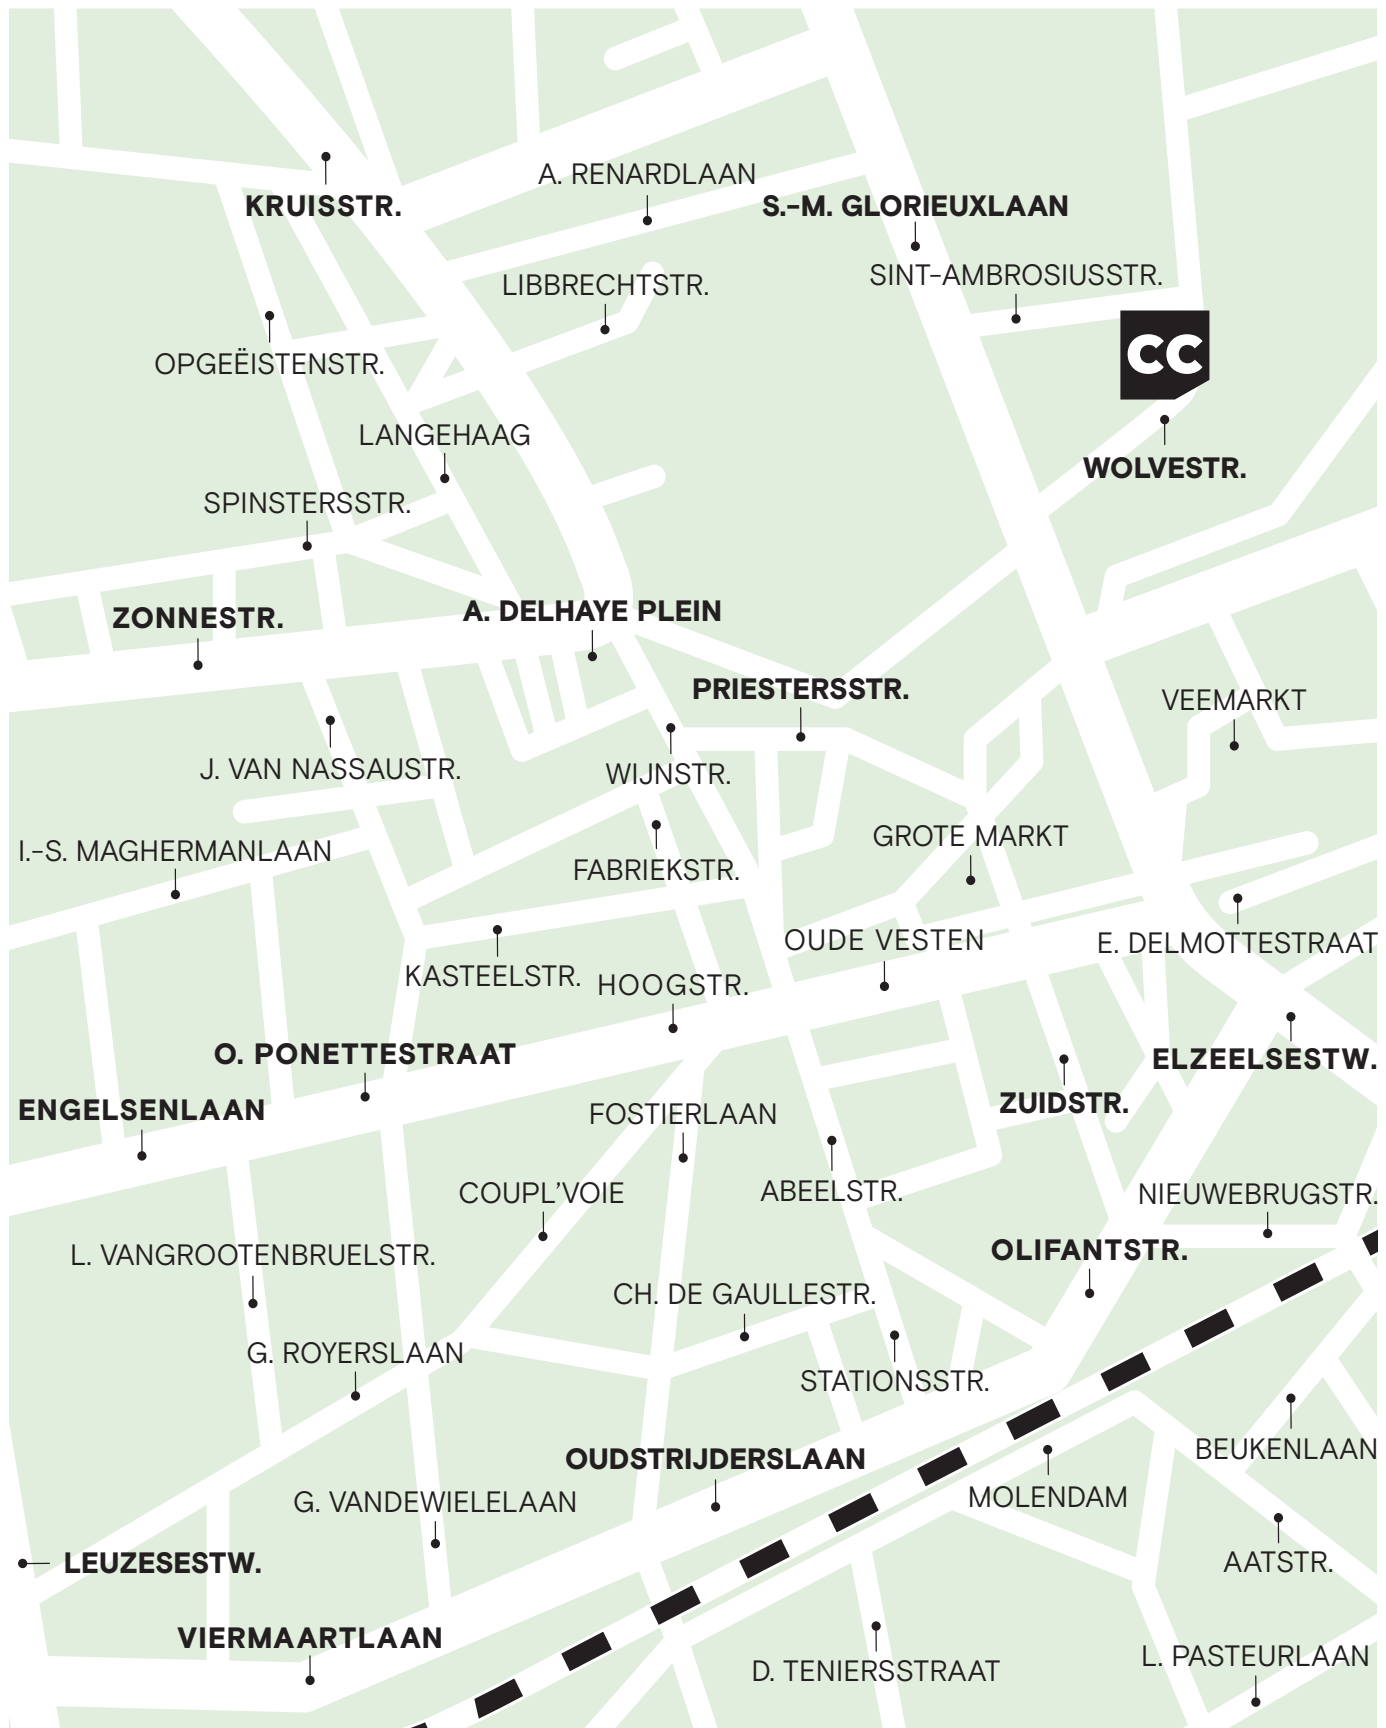 A. RENARDLAAN
KRUISSTR.
S.-M. GLORIEUXLAAN
SINT-AMBROSIUSSTR.
LIBBRECHTSTR.
CC
OPGEËISTENSTR.
LANGEHAAG
WOLVESTR.
SPINSTERSSTR.
ZONNESTR.
A. DELHAYE PLEIN
PRIESTERSSTR.
VEEMARKT
J. VAN NASSAUSTR.
WIJNSTR.
GROTE MARKT
I.-S. MAGHERMANLAAN
FABRIEKSTR.
OUDE VESTEN
E. DELMOTTESTRAAT
KASTEELSTR.
HOOGSTR.
O. PONETTESTRAAT
ELZEELSESTW.
ZUIDSTR.
ENGELSENLAAN
FOSTIERLAAN
COUPL’VOIE
ABEELSTR.
NIEUWEBRUGSTR.
OLIFANTSTR.
L. VANGROOTENBRUELSTR.
CH. DE GAULLESTR.
G. ROYERSLAAN
STATIONSSTR.
BEUKENLAAN
OUDSTRIJDERSLAAN
MOLENDAM
G. VANDEWIELELAAN
LEUZESESTW.
AATSTR.
VIERMAARTLAAN
L. PASTEURLAAN
D. TENIERSSTRAAT